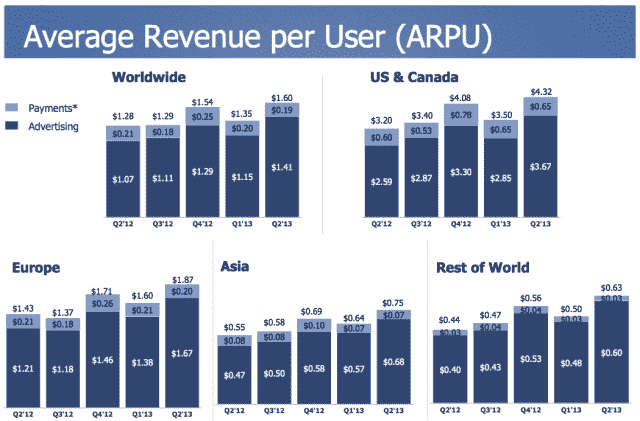 Average Revenue per User (ARPU)
Payments*
Advertising
Worldwide
$1.28 $1.29 $1.54 $1.35 $1.60
$0.21 $0.18 $0.25 $0.20 $0.19
$1.07 $1.11 $1.29 $1.15 $1.41
Q2'12 Q3'12 Q4'12 Q1'13 Q2'13
US & Canada
$3.20 $3.40 $4.08 $3.50 $4.32
$0.60 $0.53 $0.78 $0.65 $0.65
$2.59 $2.87 $3.30 $2.85 $3.67
Q2'12 Q3'12 Q4'12 Q1'13 Q2'13
Europe
$1.43 $1.37 $1.71 $1.60 $1.87
$0.21 $0.18 $0.26 $0.21 $0.20
$1.21 $1.18 $1.46 $1.38 $1.67
Q2'12 Q3'12 Q4'12 Q1'13 Q2'13
Asia
$0.55 $0.58 $0.69 $0.64 $0.75
$0.08 $0.08 $0.10 $0.07 $0.07
$0.47 $0.50 $0.58 $0.57 $0.68
Q2'12 Q3'12 Q4'12 Q1'13 Q2'13
Rest of World
$0.44 $0.47 $0.56 $0.50 $0.63
$0.03 $0.04 $0.04 $0.03 $0.03
$0.40 $0.43 $0.53 $0.48 $0.60
Q2'12 Q3'12 Q4'12 Q1'13 Q2'13